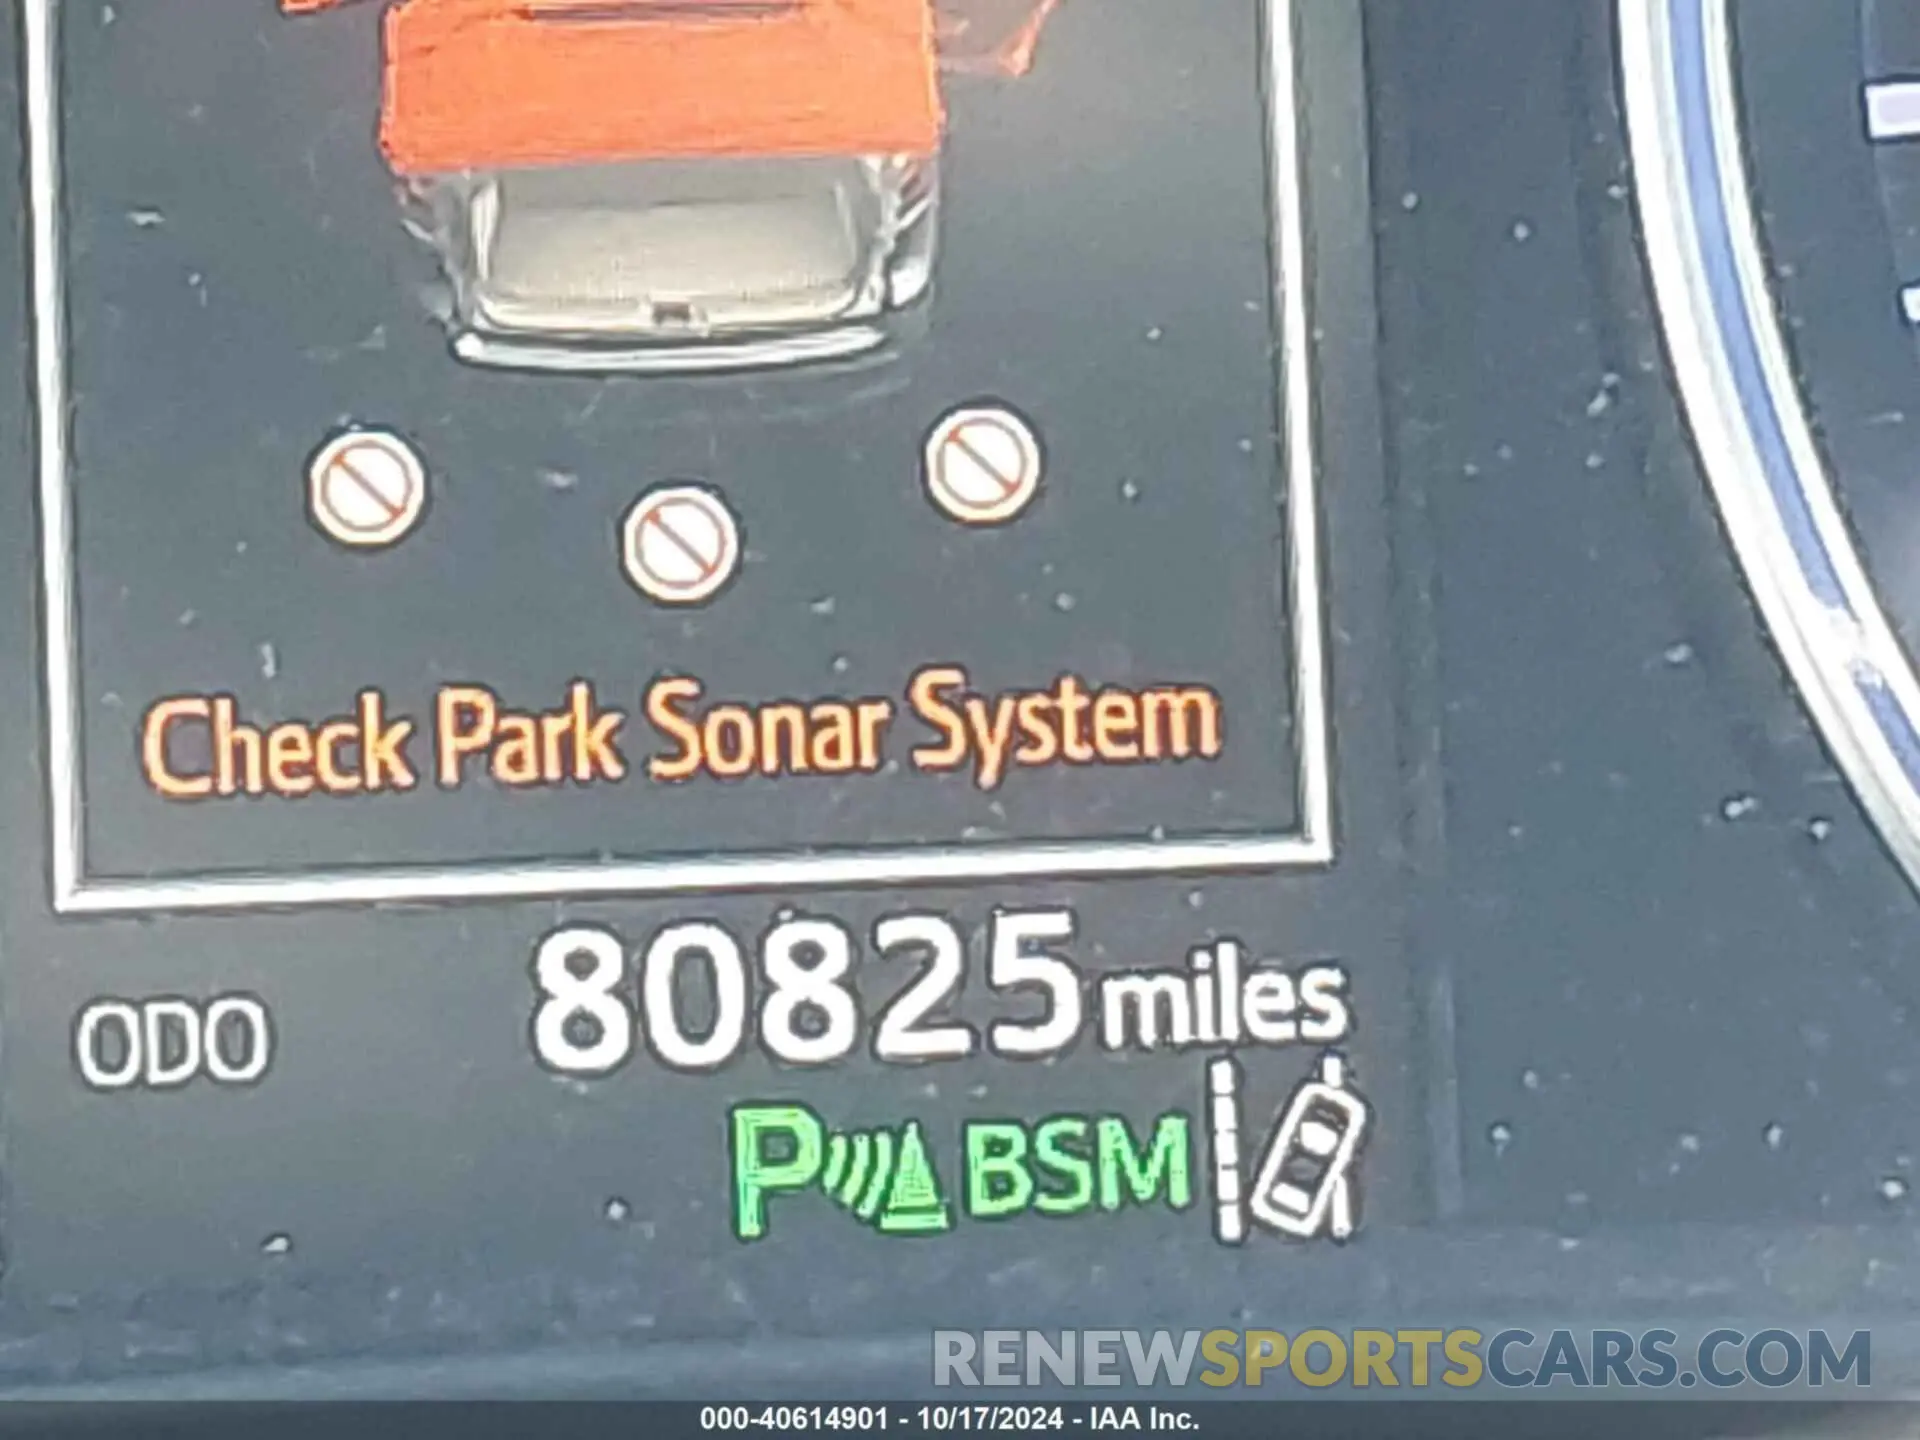 Check Park Sonar System
ODO 80825 miles
P BSM
RENEWSPORTSCARS.COM
000-40614901 - 10/17/2024 - IAA Inc.